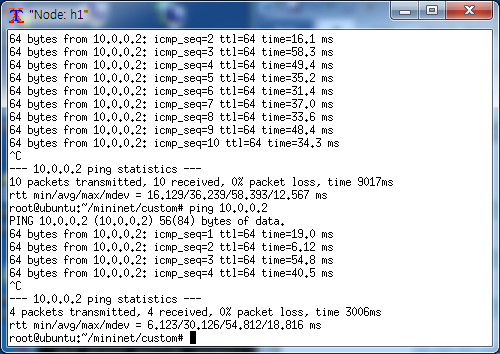 "Node: h1"
64 bytes from 10.0.0.2: icmp_seq=2 ttl=64 time=16.1 ms
64 bytes from 10.0.0.2: icmp_seq=3 ttl=64 time=58.3 ms
64 bytes from 10.0.0.2: icmp_seq=4 ttl=64 time=49.4 ms
64 bytes from 10.0.0.2: icmp_seq=5 ttl=64 time=35.2 ms
64 bytes from 10.0.0.2: icmp_seq=6 ttl=64 time=31.4 ms
64 bytes from 10.0.0.2: icmp_seq=7 ttl=64 time=37.0 ms
64 bytes from 10.0.0.2: icmp_seq=8 ttl=64 time=33.6 ms
64 bytes from 10.0.0.2: icmp_seq=9 ttl=64 time=48.4 ms
64 bytes from 10.0.0.2: icmp_seq=10 ttl=64 time=34.3 ms
^C
--- 10.0.0.2 ping statistics ---
10 packets transmitted, 10 received, 0% packet loss, time 9017ms
rtt min/avg/max/mdev = 16.129/36.239/58.393/12.567 ms
root@ubuntu:~/mininet/custom# ping 10.0.0.2
PING 10.0.0.2 (10.0.0.2) 56(84) bytes of data.
64 bytes from 10.0.0.2: icmp_seq=1 ttl=64 time=19.0 ms
64 bytes from 10.0.0.2: icmp_seq=2 ttl=64 time=6.12 ms
64 bytes from 10.0.0.2: icmp_seq=3 ttl=64 time=54.8 ms
64 bytes from 10.0.0.2: icmp_seq=4 ttl=64 time=40.5 ms
^C
--- 10.0.0.2 ping statistics ---
4 packets transmitted, 4 received, 0% packet loss, time 3006ms
rtt min/avg/max/mdev = 6.123/30.126/54.812/18.816 ms
root@ubuntu:~/mininet/custom#